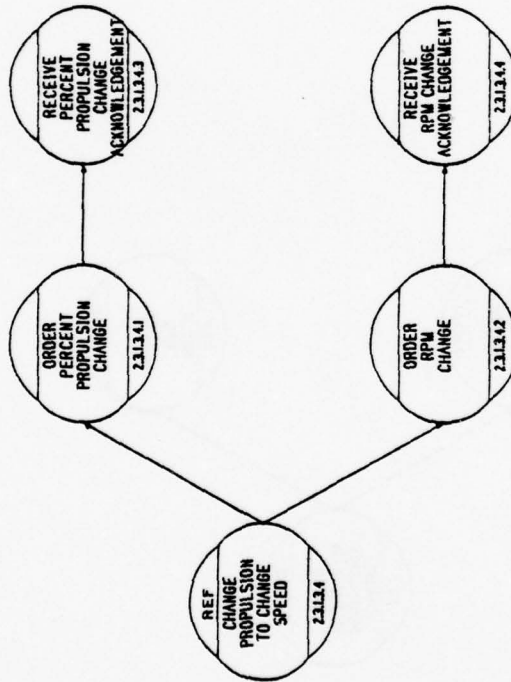 REF
CHANGE
PROPULSION
TO CHANGE
SPEED
2.3.1.3.4
ORDER
PERCENT
PROPULSION
CHANGE
2.3.1.3.4.1
RECEIVE
PERCENT
PROPULSION
CHANGE
ACKNOWLEDGEMENT
2.3.1.3.4.3
ORDER
RPM
CHANGE
2.3.1.3.4.2
RECEIVE
RPM CHANGE
ACKNOWLEDGEMENT
2.3.1.3.4.4